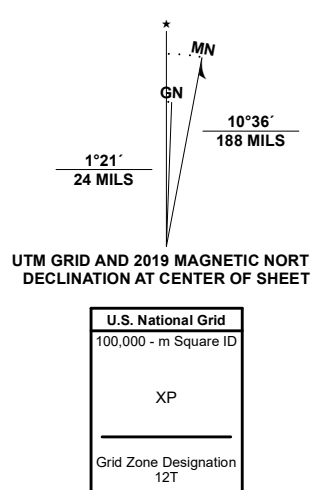 ★
MN
GN
10°36´
188 MILS
1°21´
24 MILS
UTM GRID AND 2019 MAGNETIC NORT
DECLINATION AT CENTER OF SHEET
U.S. National Grid
100,000 - m Square ID
XP
Grid Zone Designation
12T